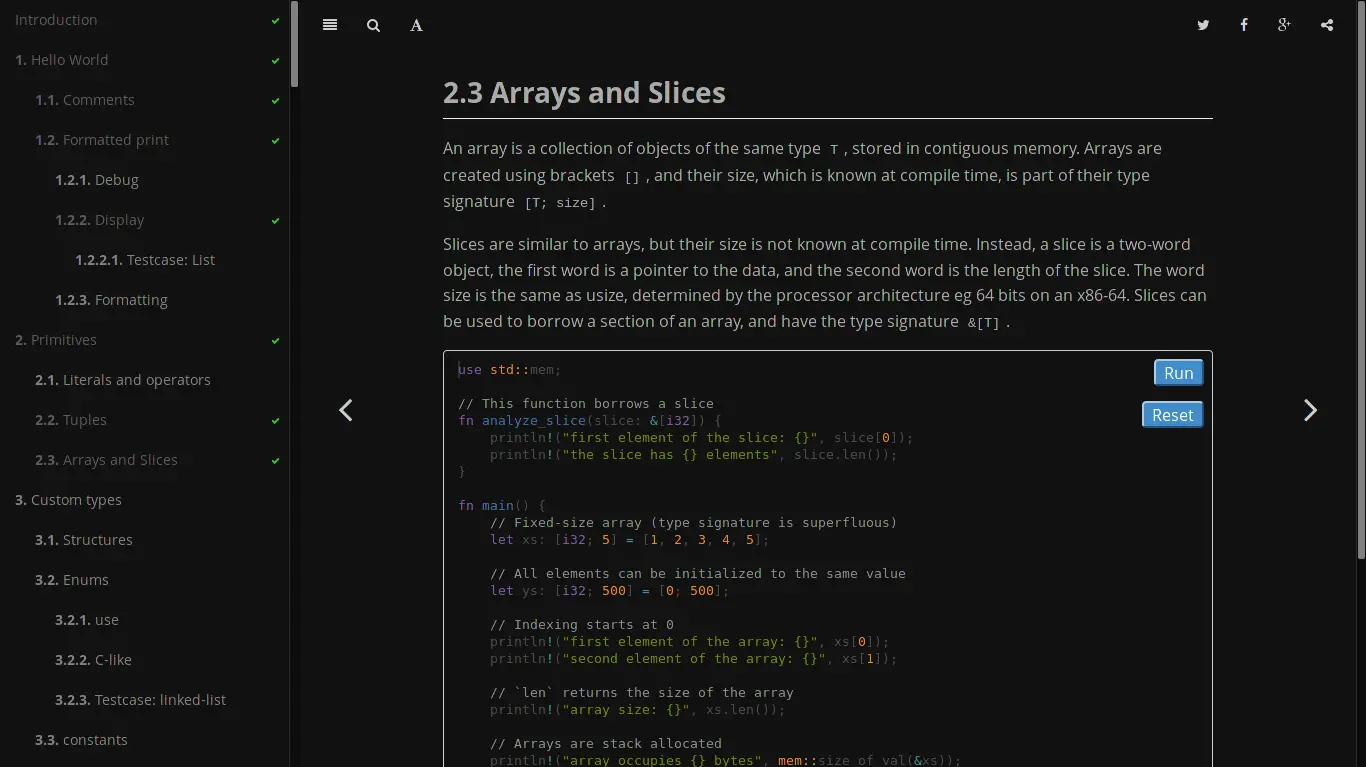 Introduction
1. Hello World
1.1. Comments
1.2. Formatted print
1.2.1. Debug
1.2.2. Display
1.2.2.1. Testcase: List
1.2.3. Formatting
2. Primitives
2.1. Literals and operators
2.2. Tuples
2.3. Arrays and Slices
3. Custom types
3.1. Structures
3.2. Enums
3.2.1. use
3.2.2. C-like
3.2.3. Testcase: linked-list
3.3. constants
A
2.3 Arrays and Slices
An array is a collection of objects of the same type T, stored in contiguous memory. Arrays are
created using brackets [], and their size, which is known at compile time, is part of their type
signature [T; size].
Slices are similar to arrays, but their size is not known at compile time. Instead, a slice is a two-word
object, the first word is a pointer to the data, and the second word is the length of the slice. The word
size is the same as usize, determined by the processor architecture eg 64 bits on an x86-64. Slices can
be used to borrow a section of an array, and have the type signature &[T].
Run
Reset
use std::mem;
// This function borrows a slice
fn analyze_slice(slice: &[i32]) {
    println!("first element of the slice: {}", slice[0]);
    println!("the slice has {} elements", slice.len());
}
fn main() {
    // Fixed-size array (type signature is superfluous)
    let xs: [i32; 5] = [1, 2, 3, 4, 5];
    // All elements can be initialized to the same value
    let ys: [i32; 500] = [0; 500];
    // Indexing starts at 0
    println!("first element of the array: {}", xs[0]);
    println!("second element of the array: {}", xs[1]);
    // `len` returns the size of the array
    println!("array size: {}", xs.len());
    // Arrays are stack allocated
    println!("array occupies {} bytes", mem::size_of_val(&xs));